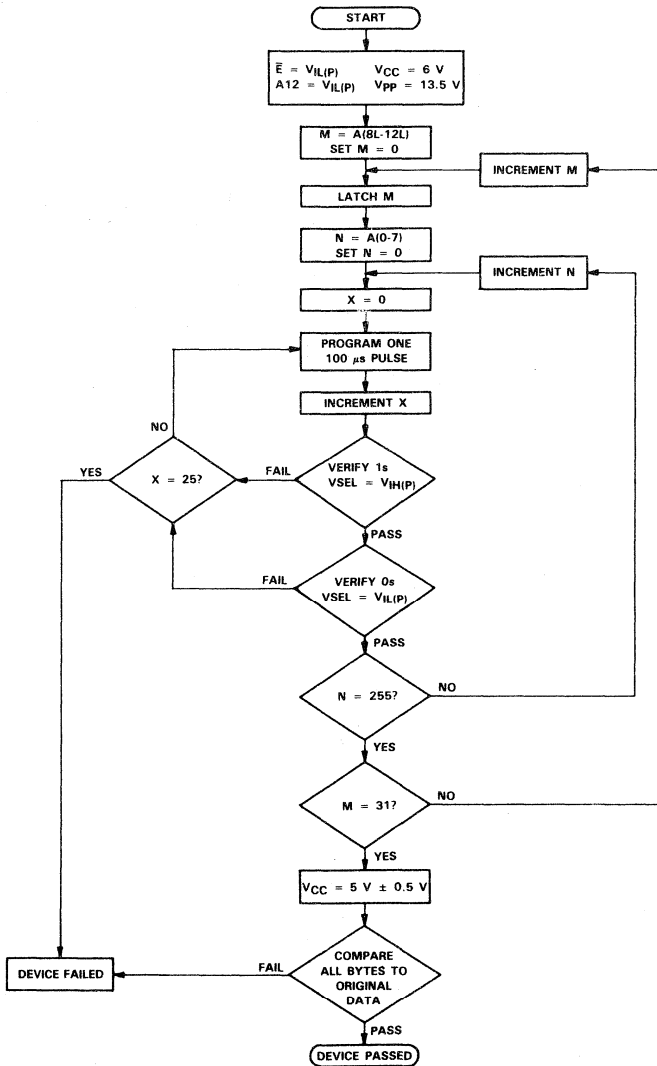 START
E̅ = VIL(P) VCC = 6 V
A12 = VIL(P) VPP = 13.5 V
M = A(8L-12L)
SET M = 0
INCREMENT M
LATCH M
N = A(0-7)
SET N = 0
INCREMENT N
X = 0
PROGRAM ONE
100 μs PULSE
INCREMENT X
NO
YES
X = 25?
FAIL
VERIFY 1s
VSEL = VIH(P)
PASS
FAIL
VERIFY 0s
VSEL = VIL(P)
PASS
N = 255?
NO
YES
M = 31?
NO
YES
VCC = 5 V ± 0.5 V
DEVICE FAILED
FAIL
COMPARE
ALL BYTES TO
ORIGINAL
DATA
PASS
DEVICE PASSED